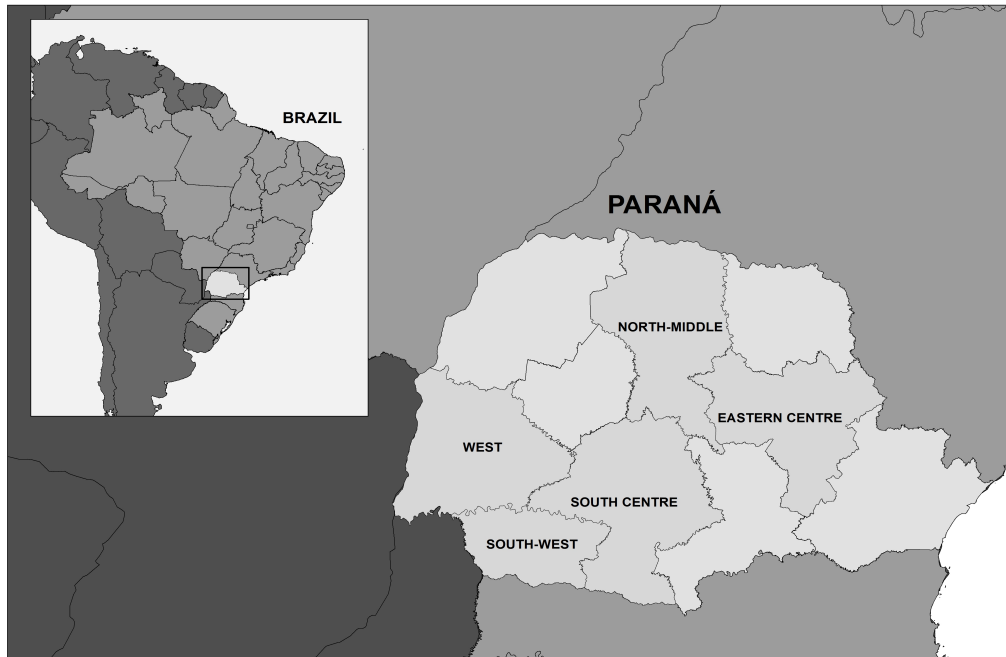 BRAZIL
PARANÁ
NORTH-MIDDLE
EASTERN CENTRE
WEST
SOUTH CENTRE
SOUTH-WEST